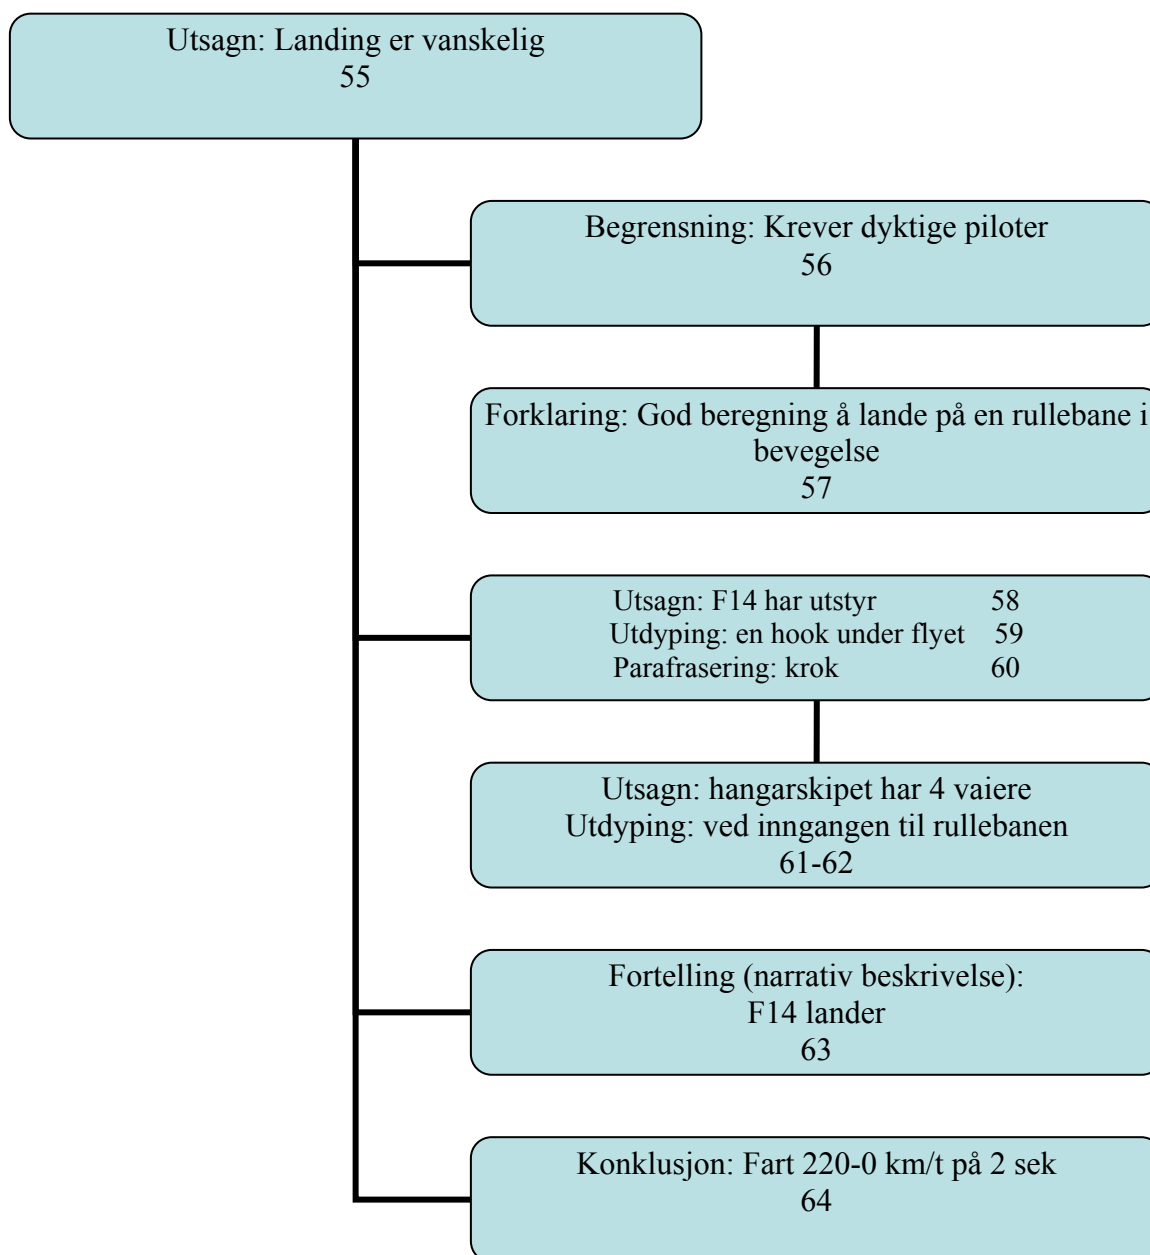 Utsagn: Landing er vanskelig
55
Begrensning: Krever dyktige piloter
56
Forklaring: God beregning å lande på en rullebane i
bevegelse
57
Utsagn: F14 har utstyr 58
Utdyping: en hook under flyet 59
Parafrasering: krok 60
Utsagn: hangarskipet har 4 vaiere
Utdyping: ved inngangen til rullebanen
61-62
Fortelling (narrativ beskrivelse):
F14 lander
63
Konklusjon: Fart 220-0 km/t på 2 sek
64